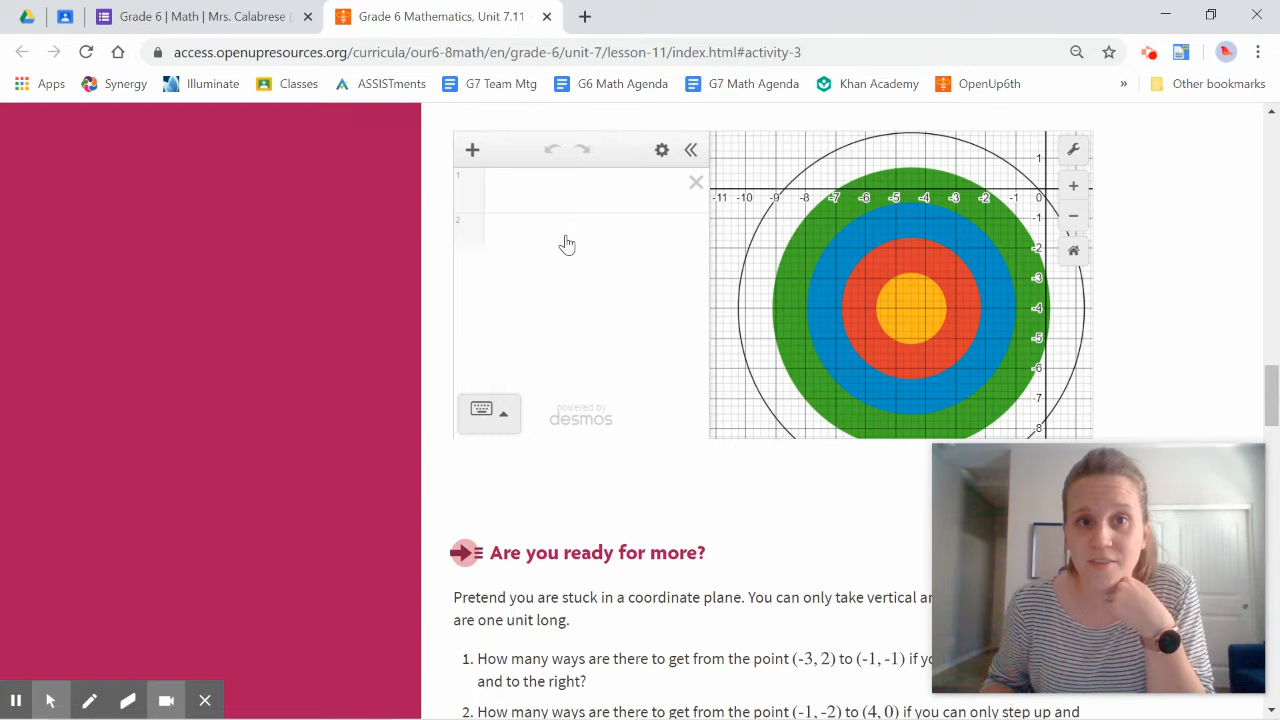 Grade 6 | Math | Mrs. Calabrese (
Grade 6 Mathematics, Unit 7.11
access.openupresources.org/curricula/our6-8math/en/grade-6/unit-7/lesson-11/index.html#activity-3
Apps Synergy Illuminate Classes ASSISTments G7 Team Mtg G6 Math Agenda G7 Math Agenda Khan Academy OpenUp6th » Other bookmarks
1
2
powered by
desmos
1
-11 -10 -9 -8 -7 -6 -5 -4 -3 -2 -1 0
-1
-2
-3
-4
-5
-6
-7
-8
Are you ready for more?
Pretend you are stuck in a coordinate plane. You can only take vertical
are one unit long.
1. How many ways are there to get from the point (-3, 2) to (-1, -1) if
and to the right?
2. How many ways are there to get from the point (-1, -2) to (4, 0) if you can only step up and